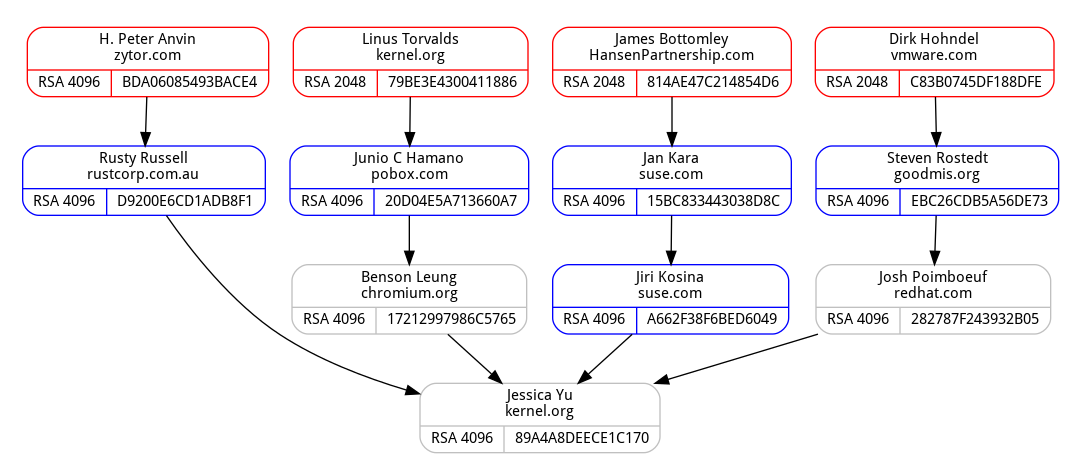 H. Peter Anvin
zytor.com
RSA 4096 BDA06085493BACE4
Linus Torvalds
kernel.org
RSA 2048 79BE3E4300411886
James Bottomley
HansenPartnership.com
RSA 2048 814AE47C214854D6
Dirk Hohndel
vmware.com
RSA 2048 C83B0745DF188DFE
Rusty Russell
rustcorp.com.au
RSA 4096 D9200E6CD1ADB8F1
Junio C Hamano
pobox.com
RSA 4096 20D04E5A713660A7
Jan Kara
suse.com
RSA 4096 15BC833443038D8C
Steven Rostedt
goodmis.org
RSA 4096 EBC26CDB5A56DE73
Benson Leung
chromium.org
RSA 4096 17212997986C5765
Jiri Kosina
suse.com
RSA 4096 A662F38F6BED6049
Josh Poimboeuf
redhat.com
RSA 4096 282787F243932B05
Jessica Yu
kernel.org
RSA 4096 89A4A8DEECE1C170